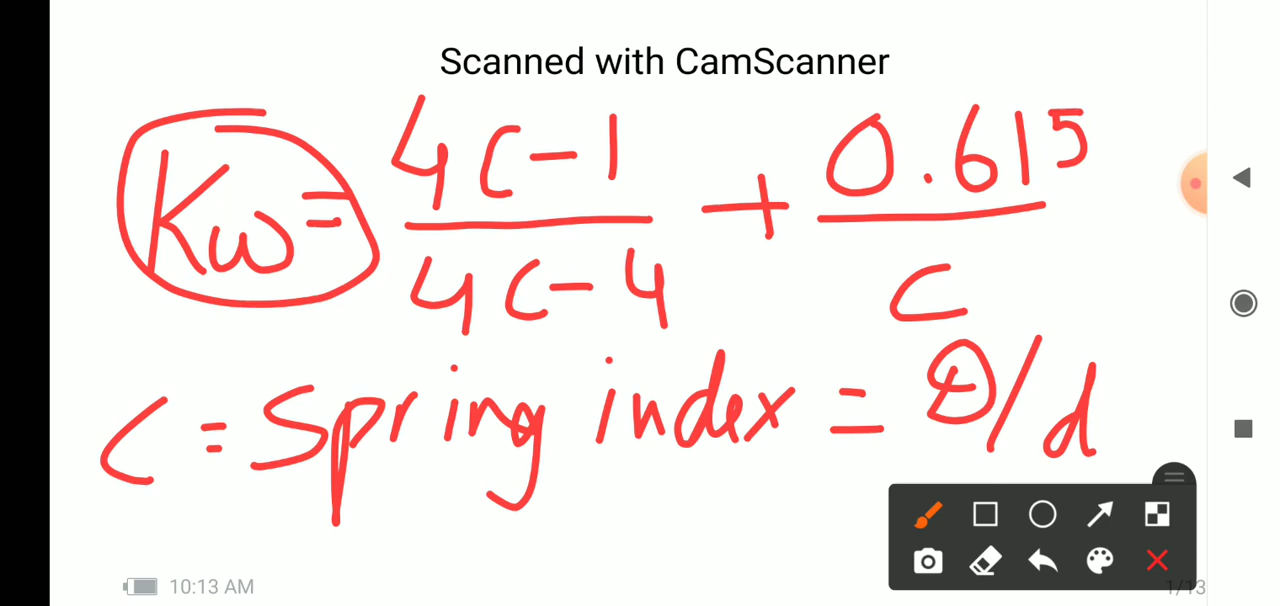 Scanned with CamScanner
Kw = (4C-1)/(4C-4) + 0.615/C
C = Spring index = D/d
10:13 AM
1/13